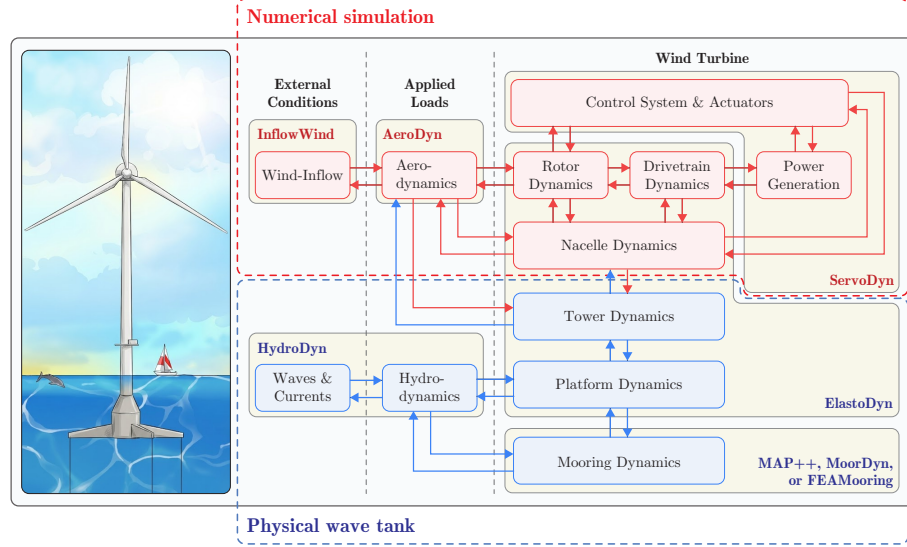 Numerical simulation
External
Conditions
Applied
Loads
Wind Turbine
Control System & Actuators
InflowWind
AeroDyn
Wind-Inflow
Aero-
dynamics
Rotor
Dynamics
Drivetrain
Dynamics
Power
Generation
Nacelle Dynamics
ServoDyn
Tower Dynamics
HydroDyn
Waves &
Currents
Hydro-
dynamics
Platform Dynamics
ElastoDyn
Mooring Dynamics
MAP++, MoorDyn,
or FEAMooring
Physical wave tank